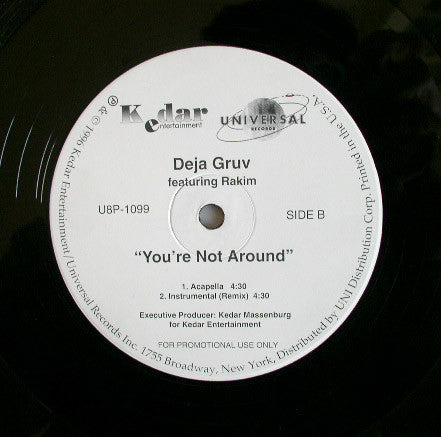 Kedar
entertainment
UNIVERSAL
RECORDS
Deja Gruv
featuring Rakim
U8P-1099
SIDE B
"You're Not Around"
1. Acapella 4:30
2. Instrumental (Remix) 4:30
Executive Producer: Kedar Massenburg
for Kedar Entertainment
FOR PROMOTIONAL USE ONLY
℗ & © 1996 Kedar Entertainment/Universal Records Inc. 1755 Broadway, New York, Distributed by UNI Distribution Corp. Printed in the U.S.A.